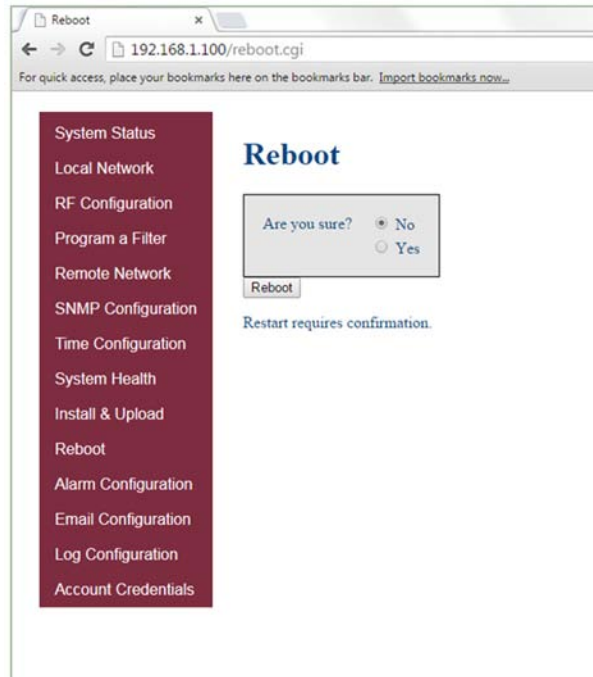 Reboot
192.168.1.100/reboot.cgi
For quick access, place your bookmarks here on the bookmarks bar. Import bookmarks now...
System Status
Local Network
RF Configuration
Program a Filter
Remote Network
SNMP Configuration
Time Configuration
System Health
Install & Upload
Reboot
Alarm Configuration
Email Configuration
Log Configuration
Account Credentials
Reboot
Are you sure? No
Yes
Reboot
Restart requires confirmation.